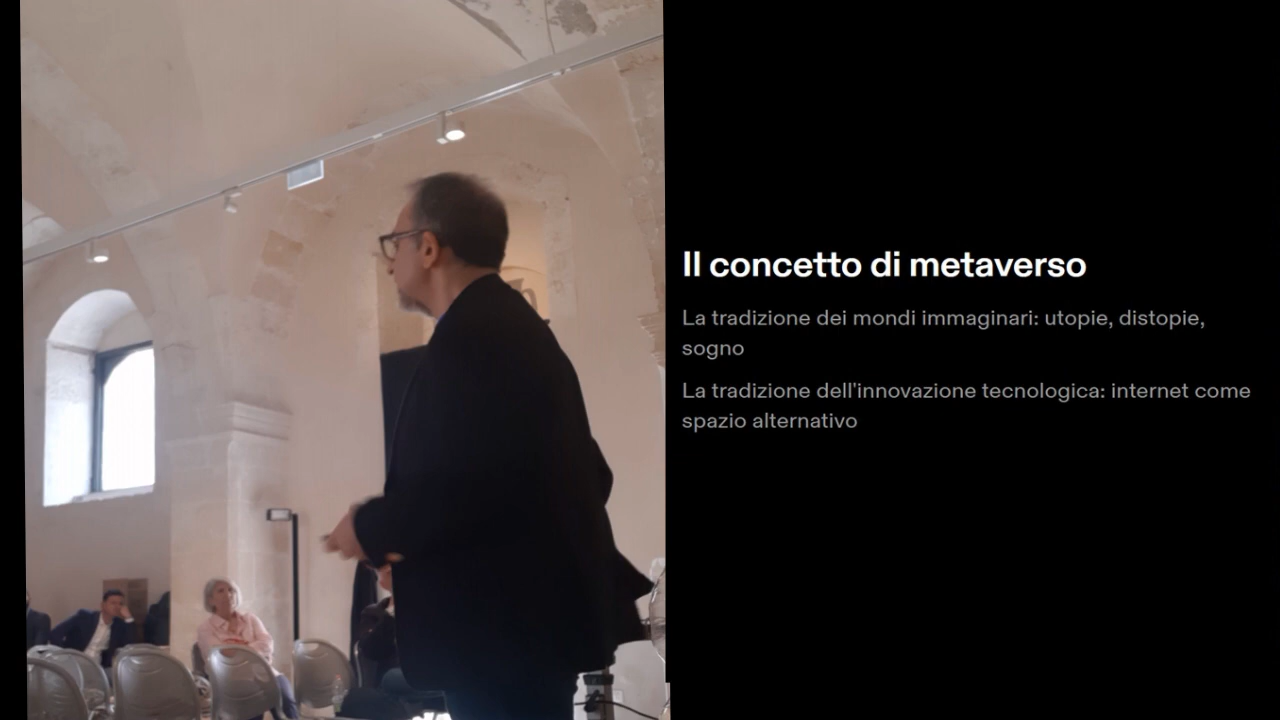 Il concetto di metaverso
La tradizione dei mondi immaginari: utopie, distopie,
sogno
La tradizione dell'innovazione tecnologica: internet come
spazio alternativo